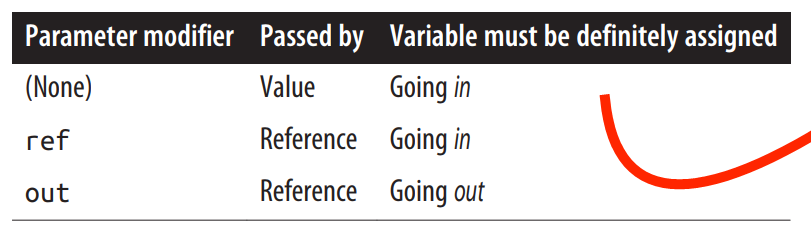 Parameter modifier Passed by Variable must be definitely assigned
(None) Value Going in
ref Reference Going in
out Reference Going out